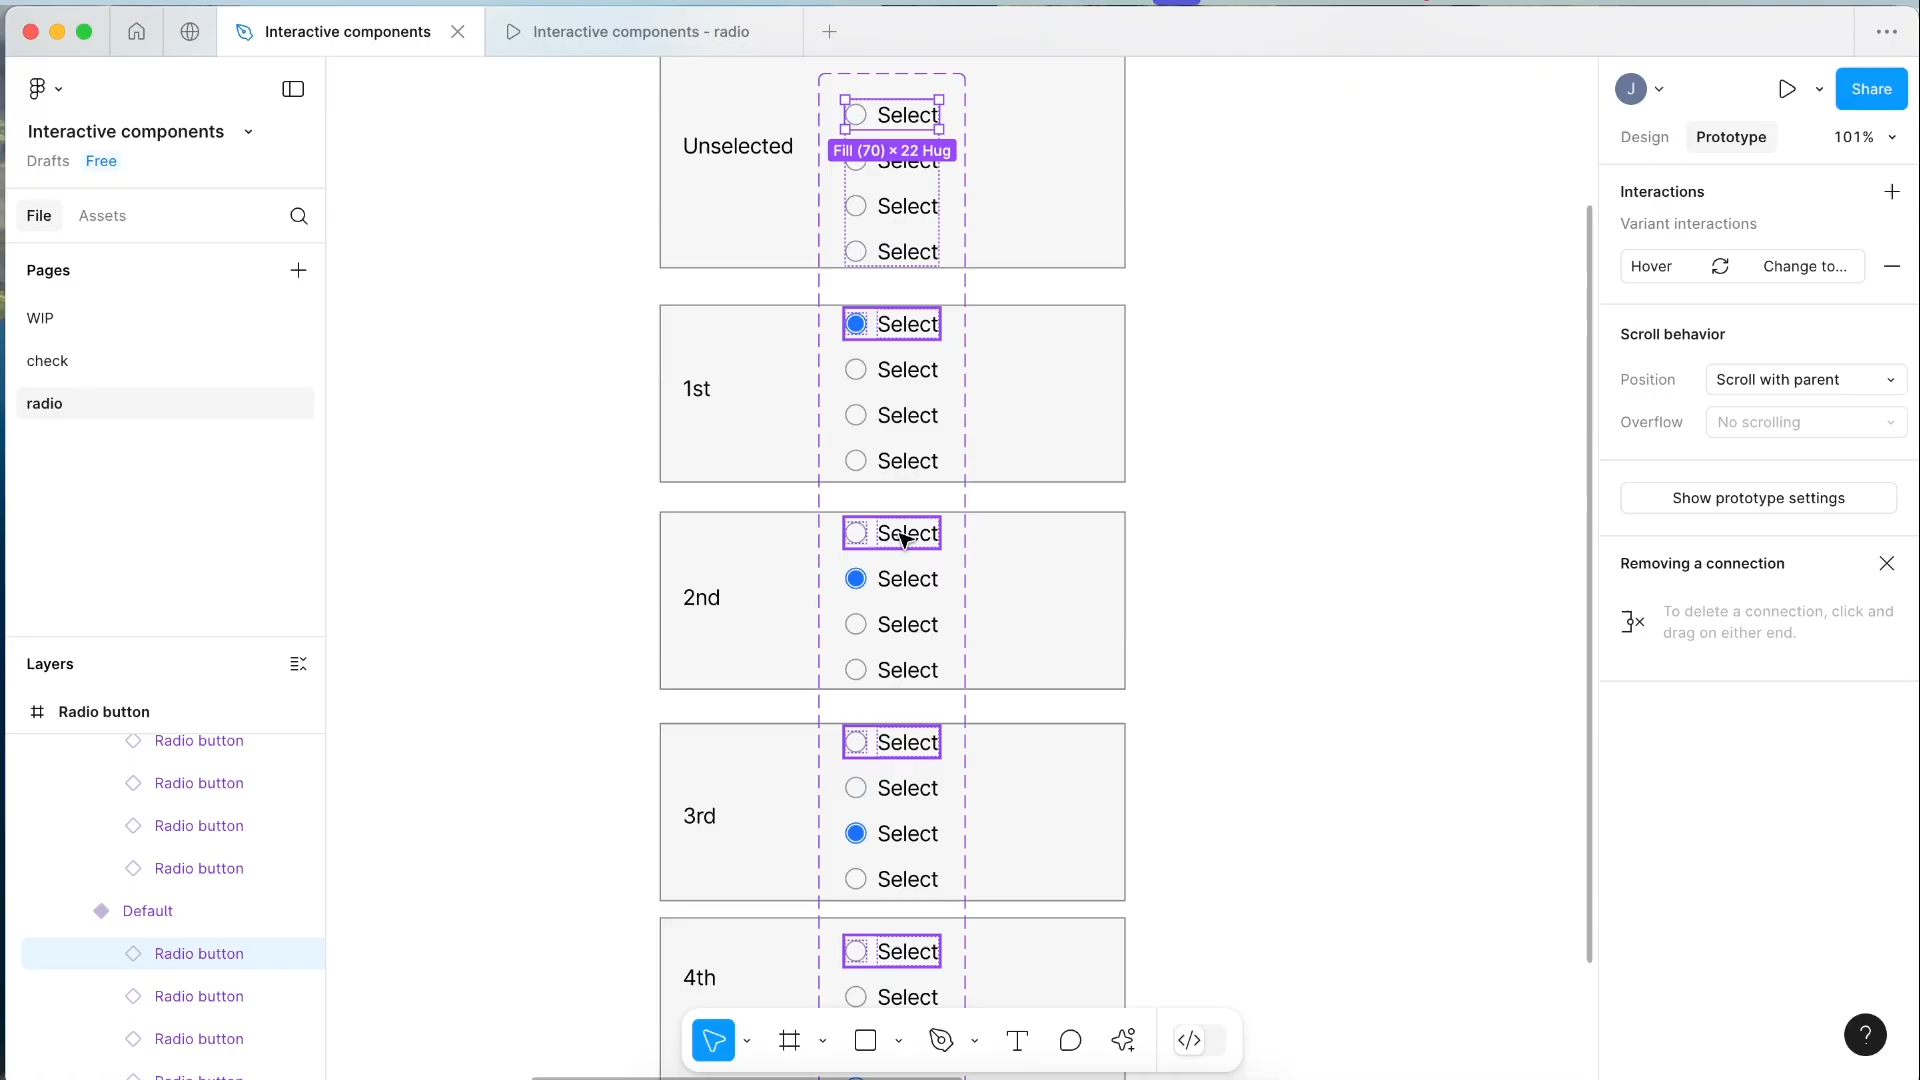 Interactive components
Interactive components - radio
Interactive components
Drafts
Free
File
Assets
Pages
WIP
check
radio
Layers
Radio button
Radio button
Radio button
Radio button
Radio button
Default
Radio button
Radio button
Radio button
Unselected
Select
Fill (70) × 22 Hug
Select
Select
Select
1st
Select
Select
Select
Select
2nd
Select
Select
Select
Select
3rd
Select
Select
Select
Select
4th
Select
Select
J
Share
Design
Prototype
101%
Interactions
Variant interactions
Hover
Change to...
Scroll behavior
Position
Scroll with parent
Overflow
No scrolling
Show prototype settings
Removing a connection
To delete a connection, click and
drag on either end.
?